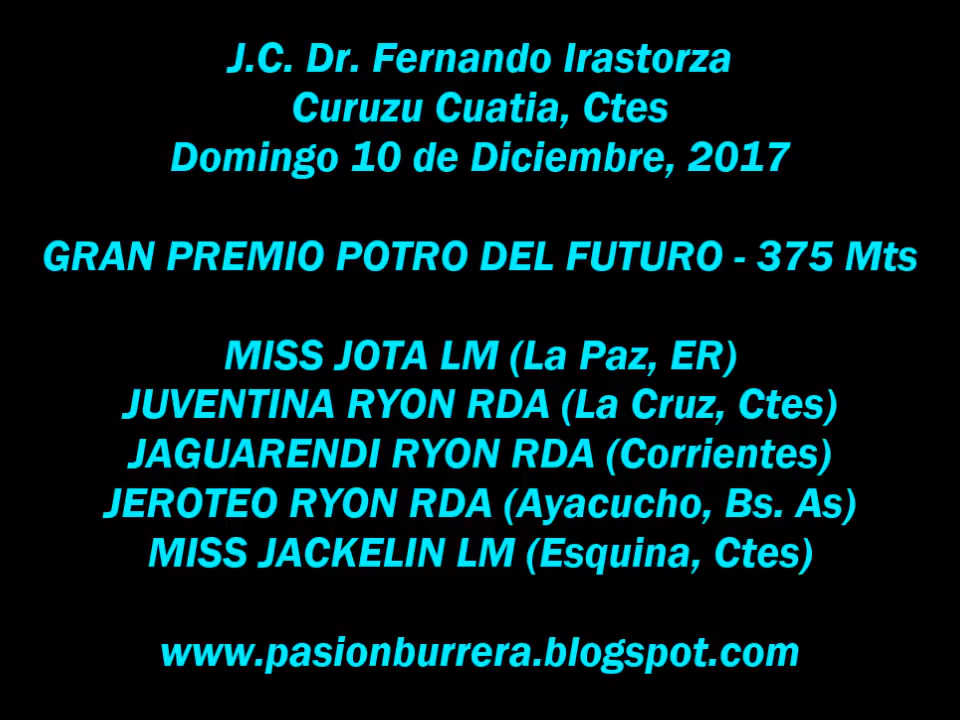 J.C. Dr. Fernando Irastorza
Curuzu Cuatia, Ctes
Domingo 10 de Diciembre, 2017
GRAN PREMIO POTRO DEL FUTURO - 375 Mts
MISS JOTA LM (La Paz, ER)
JUVENTINA RYON RDA (La Cruz, Ctes)
JAGUARENDI RYON RDA (Corrientes)
JEROTEO RYON RDA (Ayacucho, Bs. As)
MISS JACKELIN LM (Esquina, Ctes)
www.pasionburrera.blogspot.com